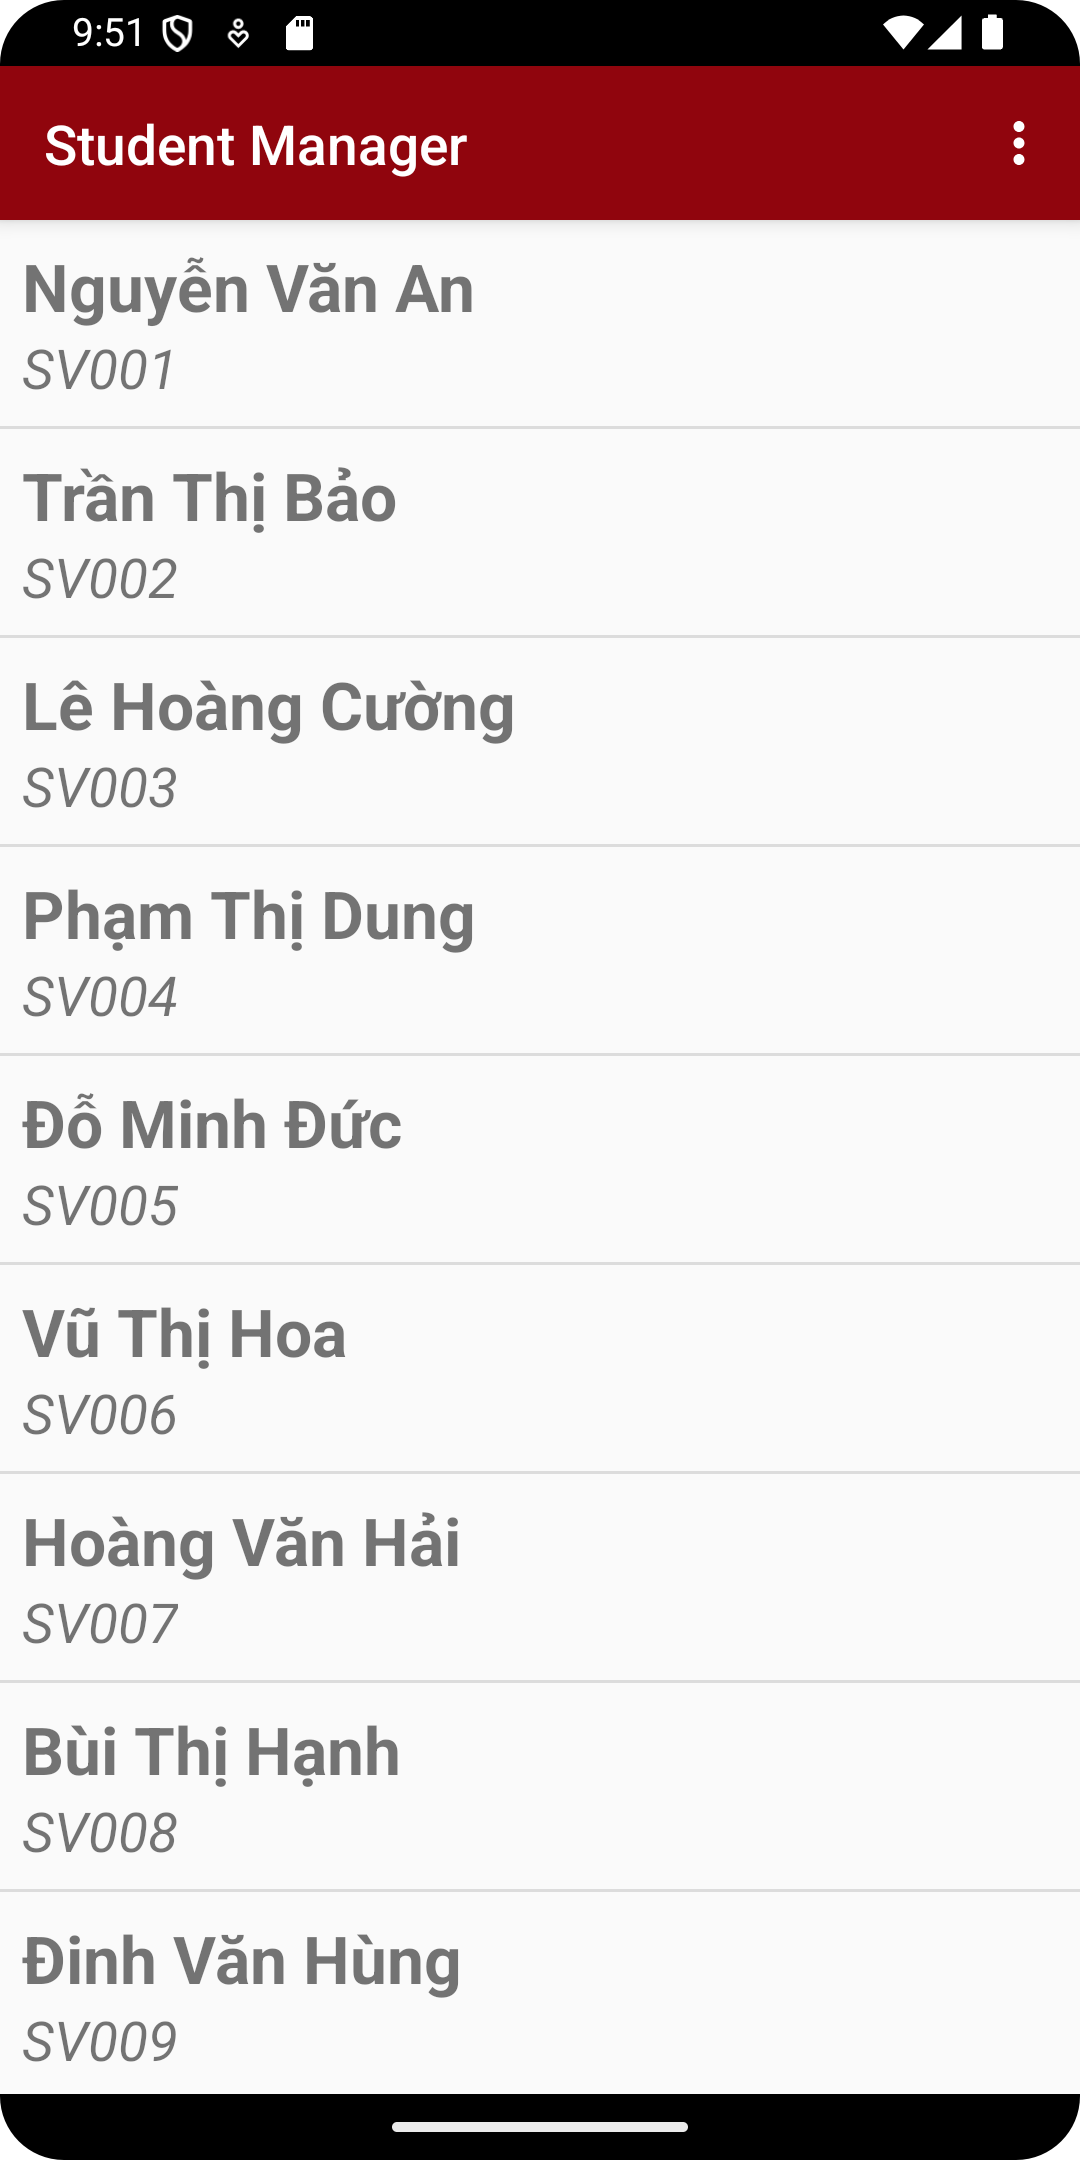 9:51
Student Manager
Nguyễn Văn An
SV001
Trần Thị Bảo
SV002
Lê Hoàng Cường
SV003
Phạm Thị Dung
SV004
Đỗ Minh Đức
SV005
Vũ Thị Hoa
SV006
Hoàng Văn Hải
SV007
Bùi Thị Hạnh
SV008
Đinh Văn Hùng
SV009